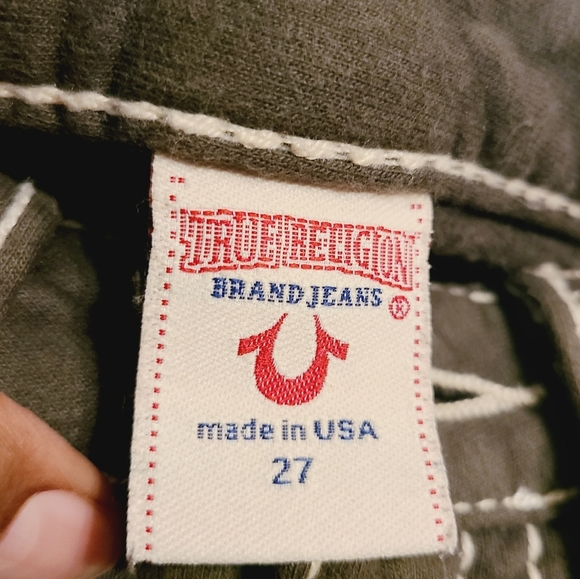 TRUE RELIGION
BRAND JEANS ®
made in USA
27